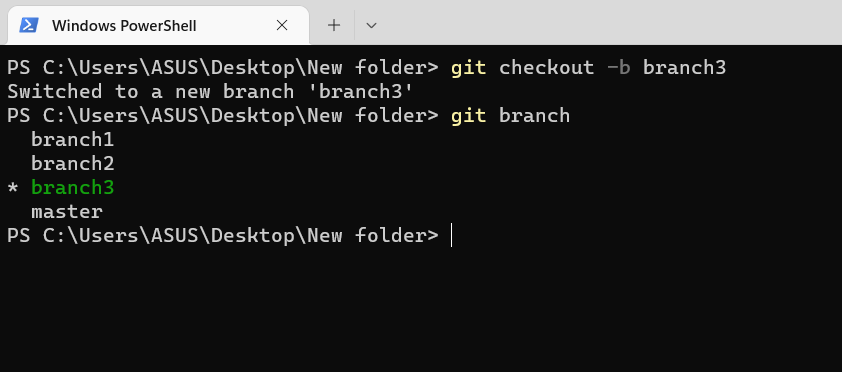 Windows PowerShell
PS C:\Users\ASUS\Desktop\New folder> git checkout -b branch3
Switched to a new branch 'branch3'
PS C:\Users\ASUS\Desktop\New folder> git branch
  branch1
  branch2
* branch3
  master
PS C:\Users\ASUS\Desktop\New folder>